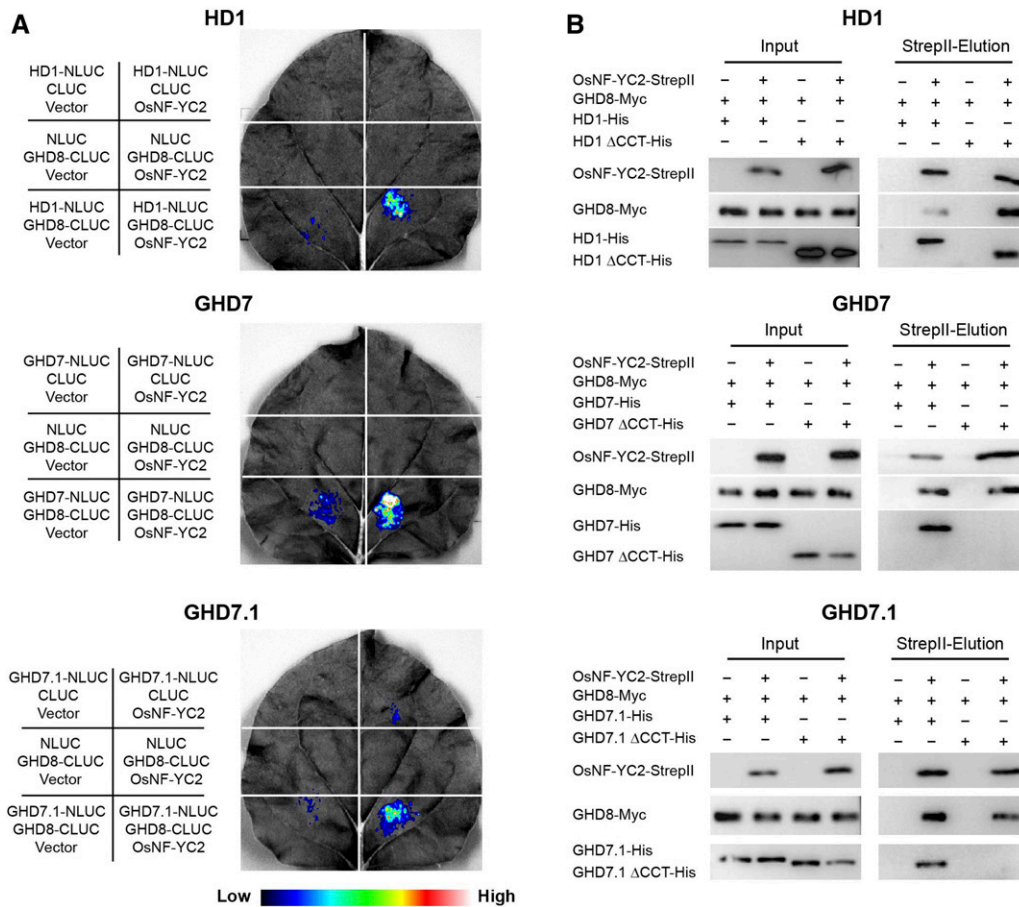 A
HD1
HD1-NLUC HD1-NLUC
CLUC CLUC
Vector OsNF-YC2
NLUC NLUC
GHD8-CLUC GHD8-CLUC
Vector OsNF-YC2
HD1-NLUC HD1-NLUC
GHD8-CLUC GHD8-CLUC
Vector OsNF-YC2
GHD7
GHD7-NLUC GHD7-NLUC
CLUC CLUC
Vector OsNF-YC2
NLUC NLUC
GHD8-CLUC GHD8-CLUC
Vector OsNF-YC2
GHD7-NLUC GHD7-NLUC
GHD8-CLUC GHD8-CLUC
Vector OsNF-YC2
GHD7.1
GHD7.1-NLUC GHD7.1-NLUC
CLUC CLUC
Vector OsNF-YC2
NLUC NLUC
GHD8-CLUC GHD8-CLUC
Vector OsNF-YC2
GHD7.1-NLUC GHD7.1-NLUC
GHD8-CLUC GHD8-CLUC
Vector OsNF-YC2
Low High
B
HD1
Input StrepII-Elution
OsNF-YC2-StrepII – + – + – + – +
GHD8-Myc + + + + + + + +
HD1-His + + – – + + – –
HD1 ΔCCT-His – – + + – – + +
OsNF-YC2-StrepII
GHD8-Myc
HD1-His
HD1 ΔCCT-His
GHD7
Input StrepII-Elution
OsNF-YC2-StrepII – + – + – + – +
GHD8-Myc + + + + + + + +
GHD7-His + + – – + + – –
GHD7 ΔCCT-His – – + + – – + +
OsNF-YC2-StrepII
GHD8-Myc
GHD7-His
GHD7 ΔCCT-His
GHD7.1
Input StrepII-Elution
OsNF-YC2-StrepII – + – + – + – +
GHD8-Myc + + + + + + + +
GHD7.1-His + + – – + + – –
GHD7.1 ΔCCT-His – – + + – – + +
OsNF-YC2-StrepII
GHD8-Myc
GHD7.1-His
GHD7.1 ΔCCT-His